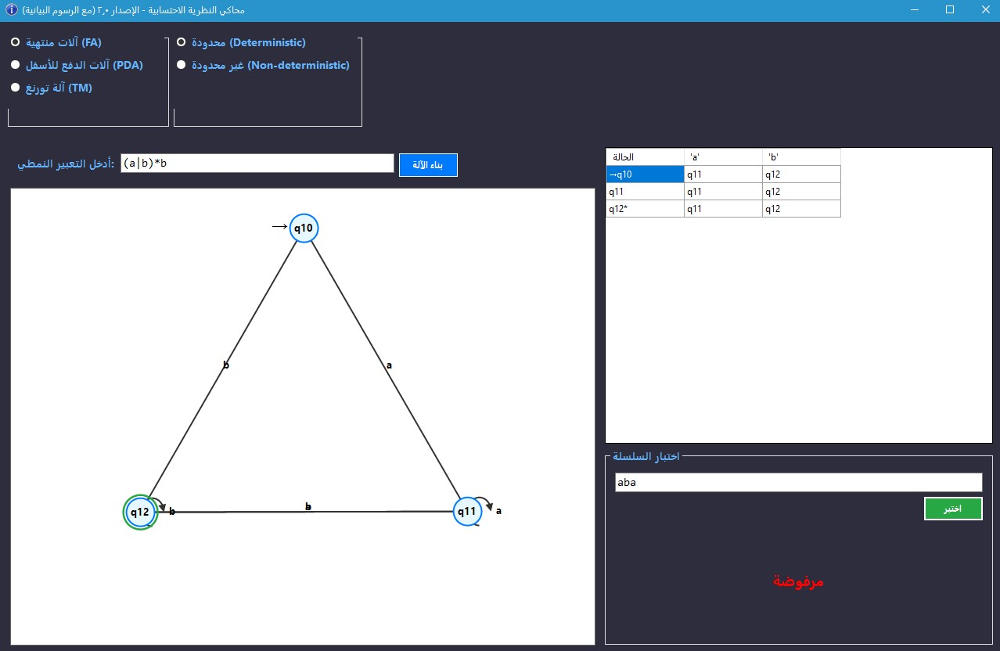 محاكي النظرية الاحتسابية - الإصدار ٢,٠ (مع الرسوم البيانية)
آلات منتهية (FA)
آلات الدفع للأسفل (PDA)
آلة تورنغ (TM)
محدودة (Deterministic)
غير محدودة (Non-deterministic)
أدخل التعبير النمطي:
(a|b)*b
بناء الآلة
→ q10
b
a
q12
b
q11
a
الحالة 'a' 'b'
→q10 q11 q12
q11 q11 q12
q12* q11 q12
اختبار السلسلة
aba
اختبر
مرفوضة